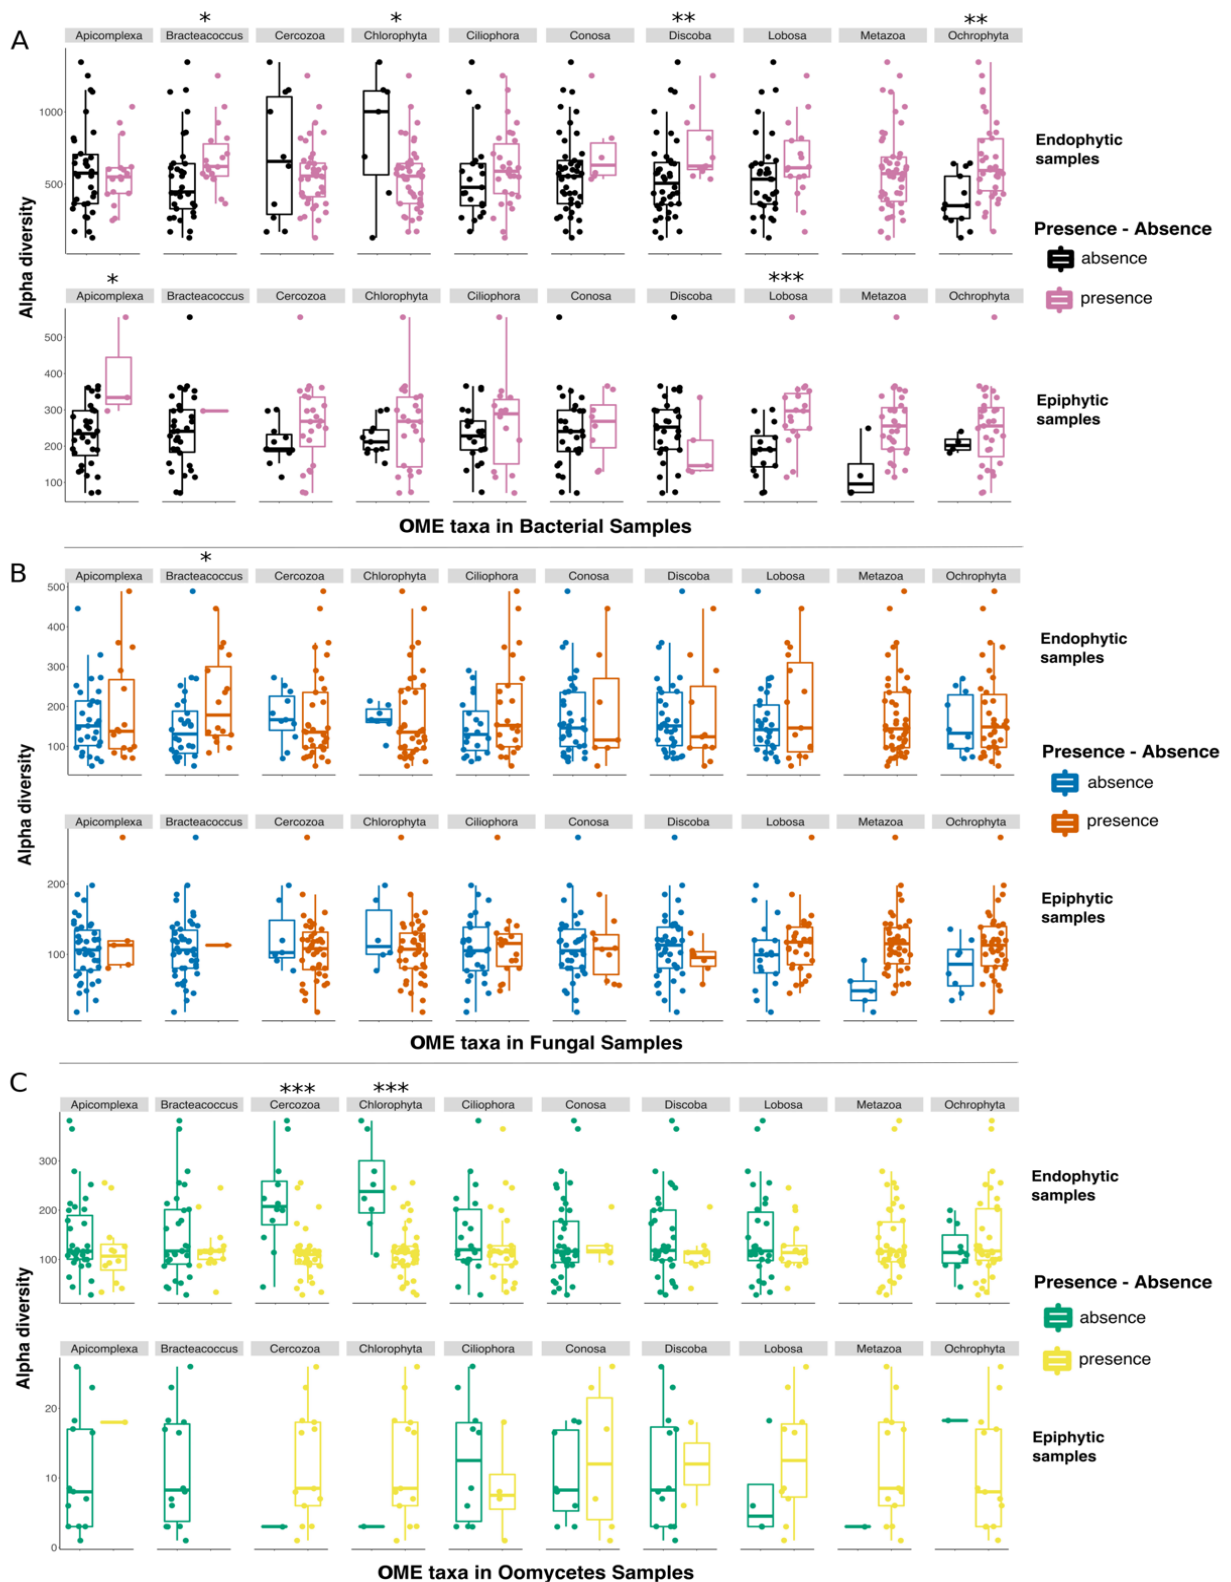 * * ** **
A
Apicomplexa Bracteacoccus Cercozoa Chlorophyta Ciliophora Conosa Discoba Lobosa Metazoa Ochrophyta
1000
500
Endophytic
samples
Presence - Absence
absence
presence
Alpha diversity
* ***
Apicomplexa Bracteacoccus Cercozoa Chlorophyta Ciliophora Conosa Discoba Lobosa Metazoa Ochrophyta
500
400
300
200
100
Epiphytic
samples
OME taxa in Bacterial Samples
*
B
Apicomplexa Bracteacoccus Cercozoa Chlorophyta Ciliophora Conosa Discoba Lobosa Metazoa Ochrophyta
500
400
300
200
100
Endophytic
samples
Presence - Absence
absence
presence
Alpha diversity
Apicomplexa Bracteacoccus Cercozoa Chlorophyta Ciliophora Conosa Discoba Lobosa Metazoa Ochrophyta
200
100
Epiphytic
samples
OME taxa in Fungal Samples
*** ***
C
Apicomplexa Bracteacoccus Cercozoa Chlorophyta Ciliophora Conosa Discoba Lobosa Metazoa Ochrophyta
300
200
100
Endophytic
samples
Presence - Absence
absence
presence
Alpha diversity
Apicomplexa Bracteacoccus Cercozoa Chlorophyta Ciliophora Conosa Discoba Lobosa Metazoa Ochrophyta
20
10
0
Epiphytic
samples
OME taxa in Oomycetes Samples